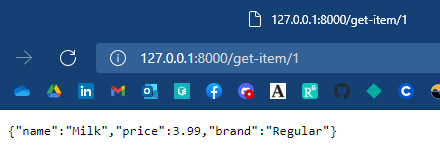 127.0.0.1:8000/get-item/1
127.0.0.1:8000/get-item/1
{"name":"Milk","price":3.99,"brand":"Regular"}